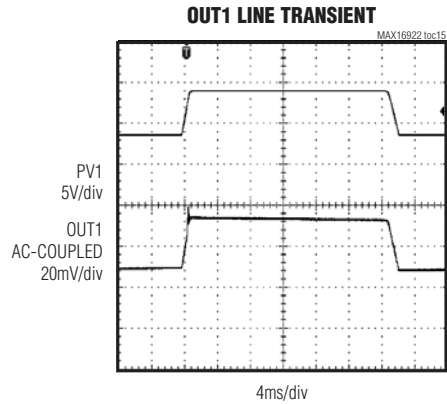 OUT1 LINE TRANSIENT
MAX16922 toc15
PV1
5V/div
OUT1
AC-COUPLED
20mV/div
4ms/div